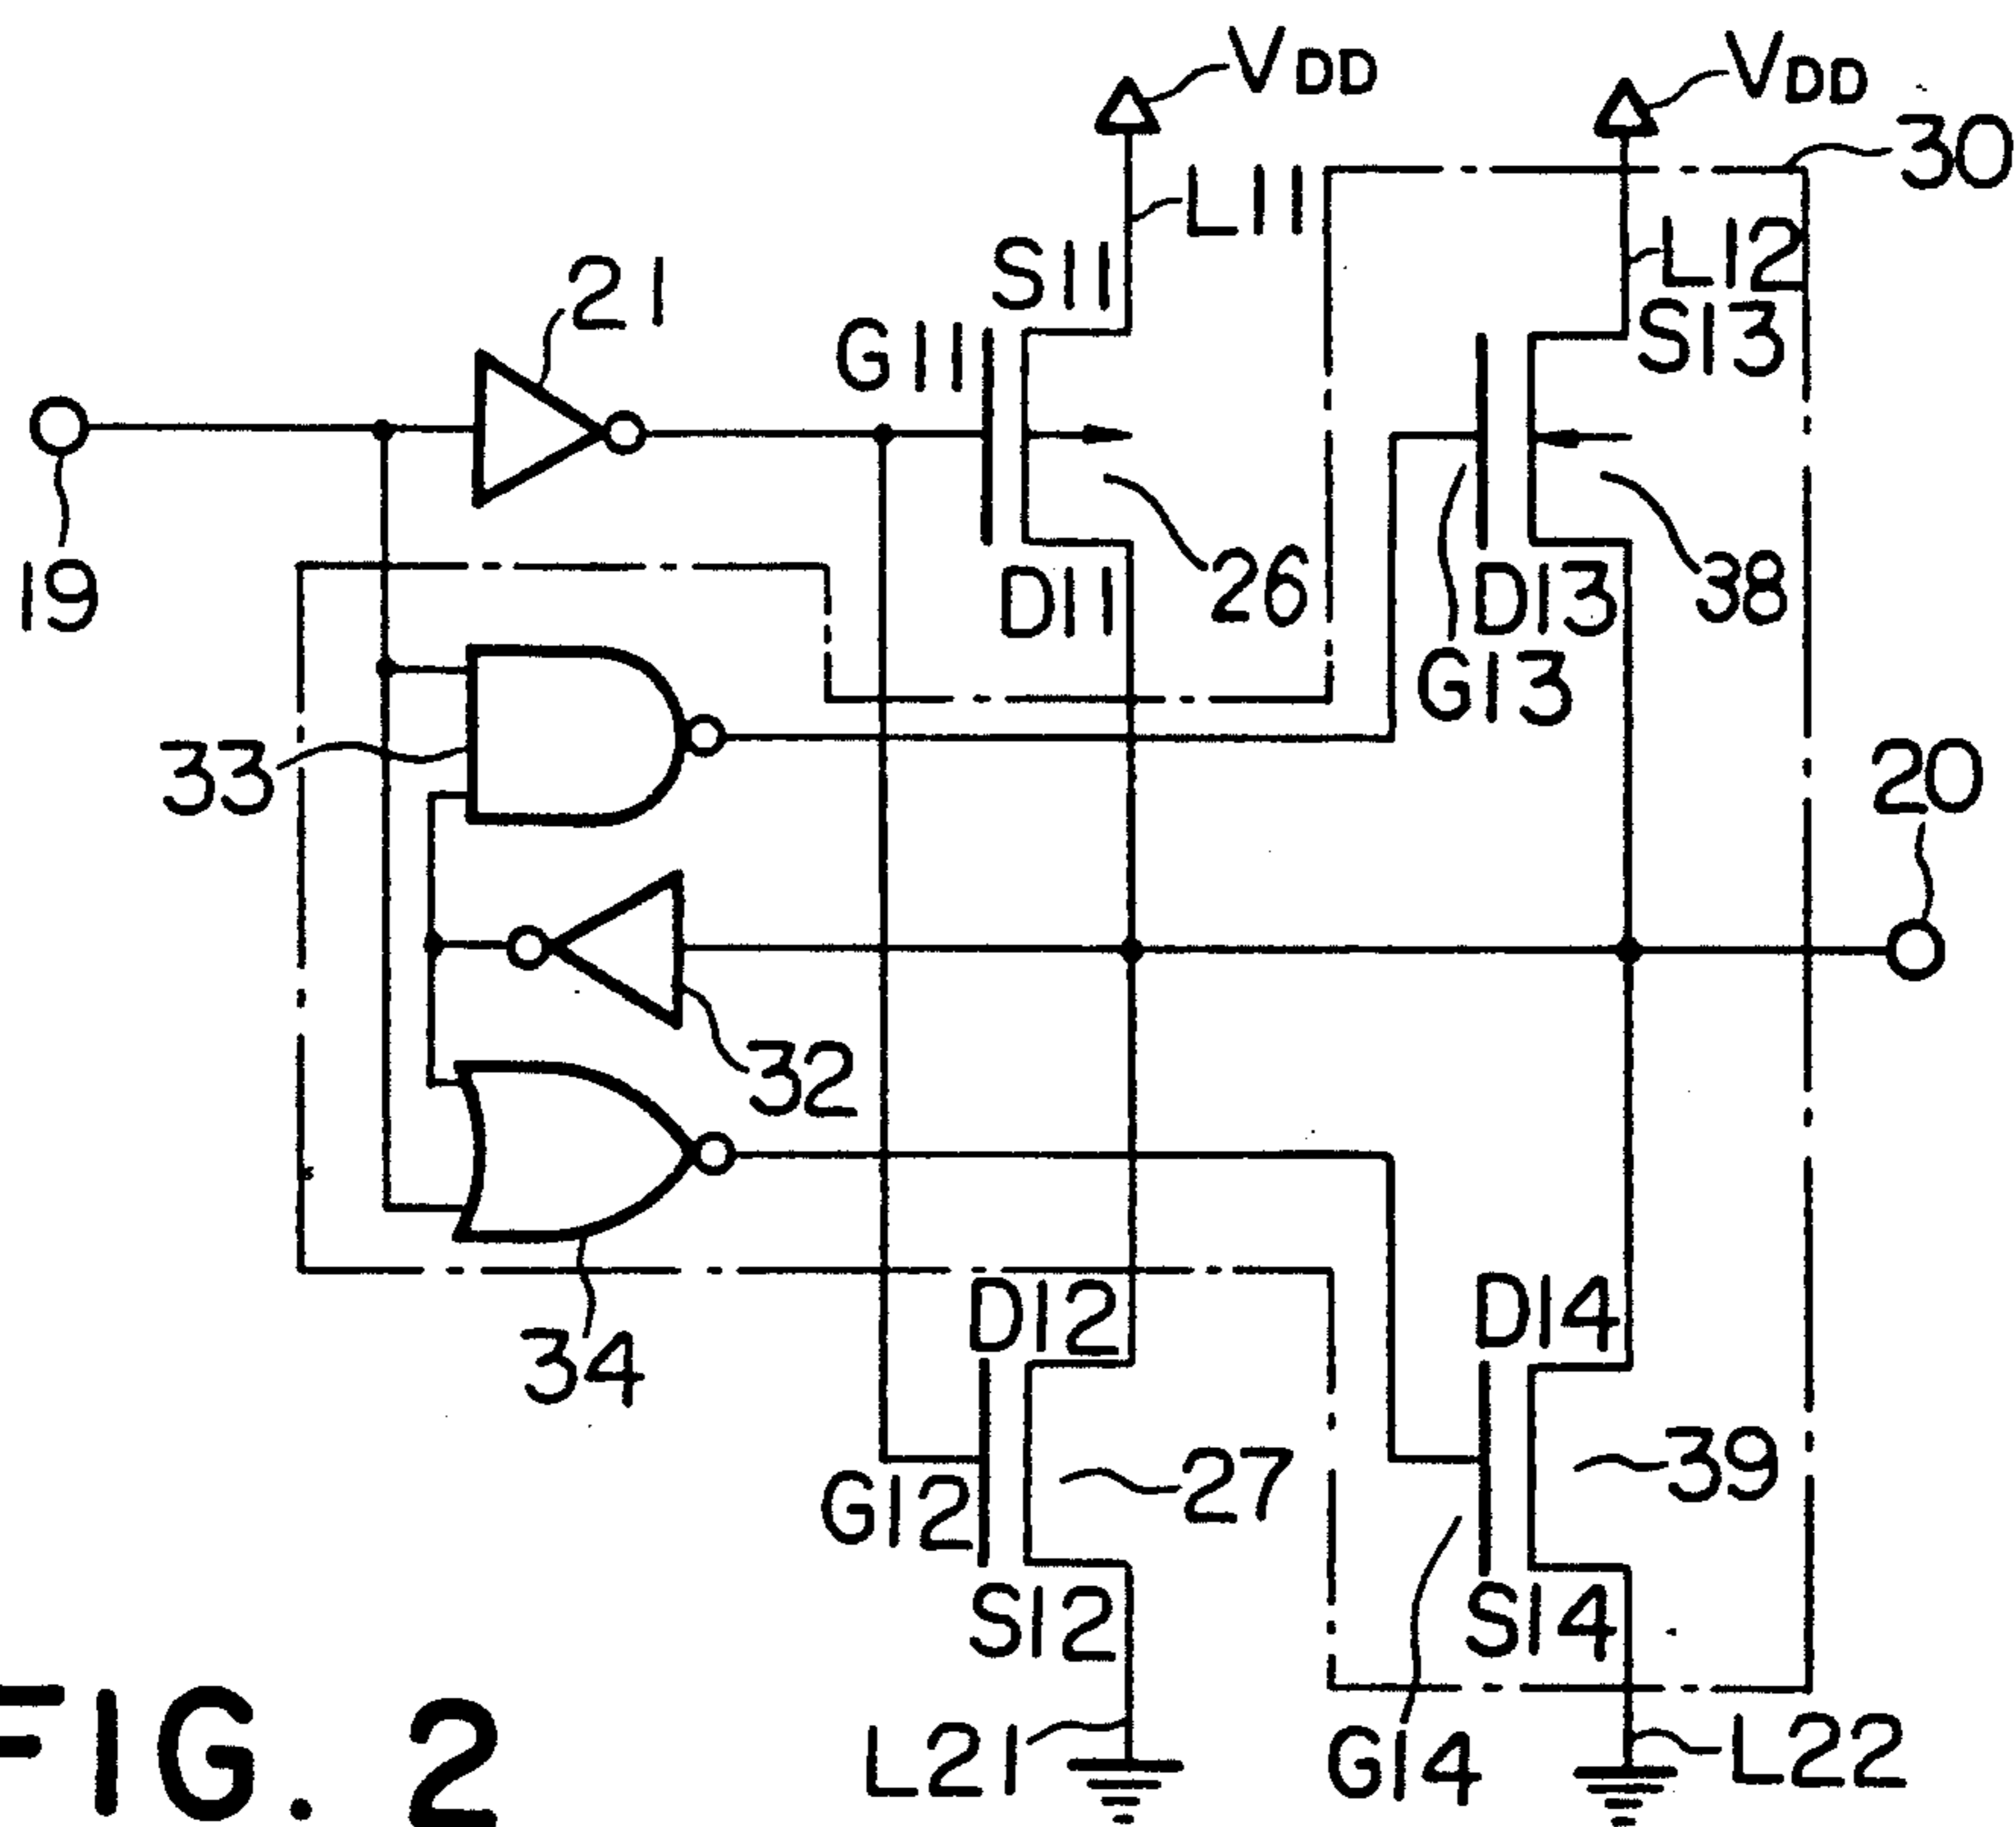 VDD
VDD
30
L11
L12
S11
S13
21
G11
19
D11
26
D13
38
G13
33
20
32
34
D12
D14
27
39
G12
S12
S14
L21
G14
L22
FIG. 2